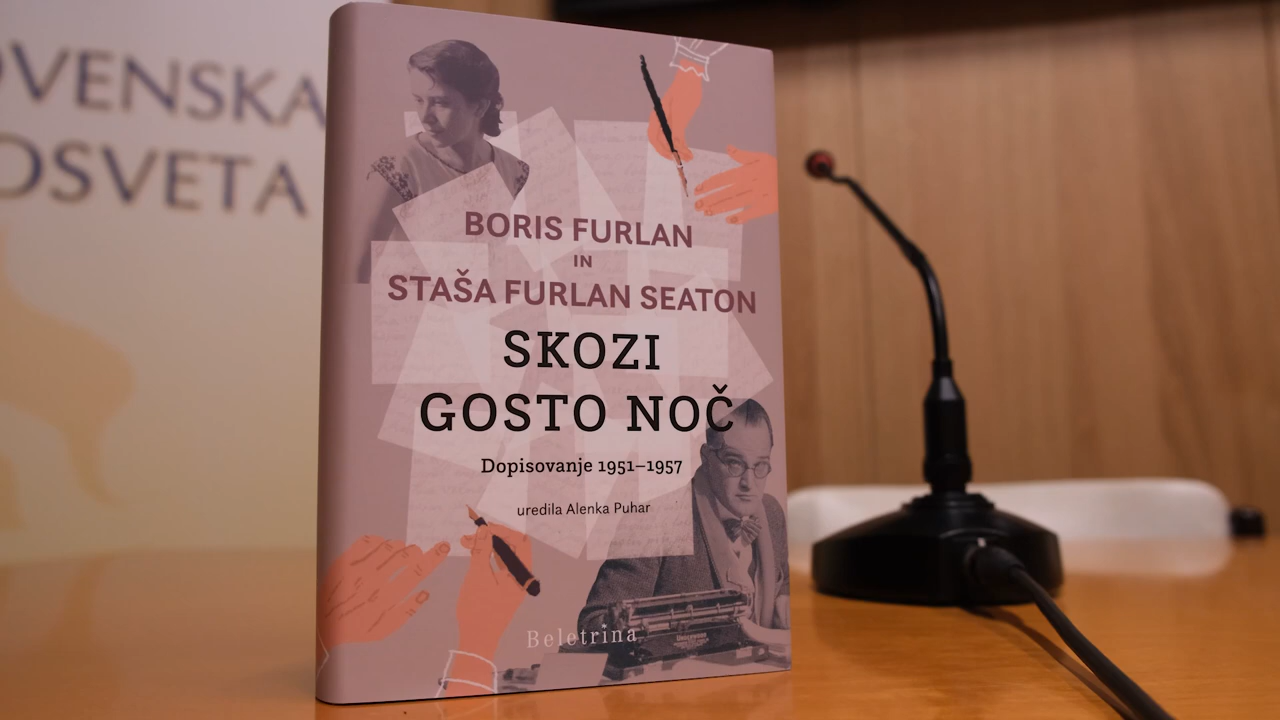 OVENSKA
OSVETA
BORIS FURLAN
IN
STAŠA FURLAN SEATON
SKOZI
GOSTO NOČ
Dopisovanje 1951–1957
uredila Alenka Puhar
Beletrina